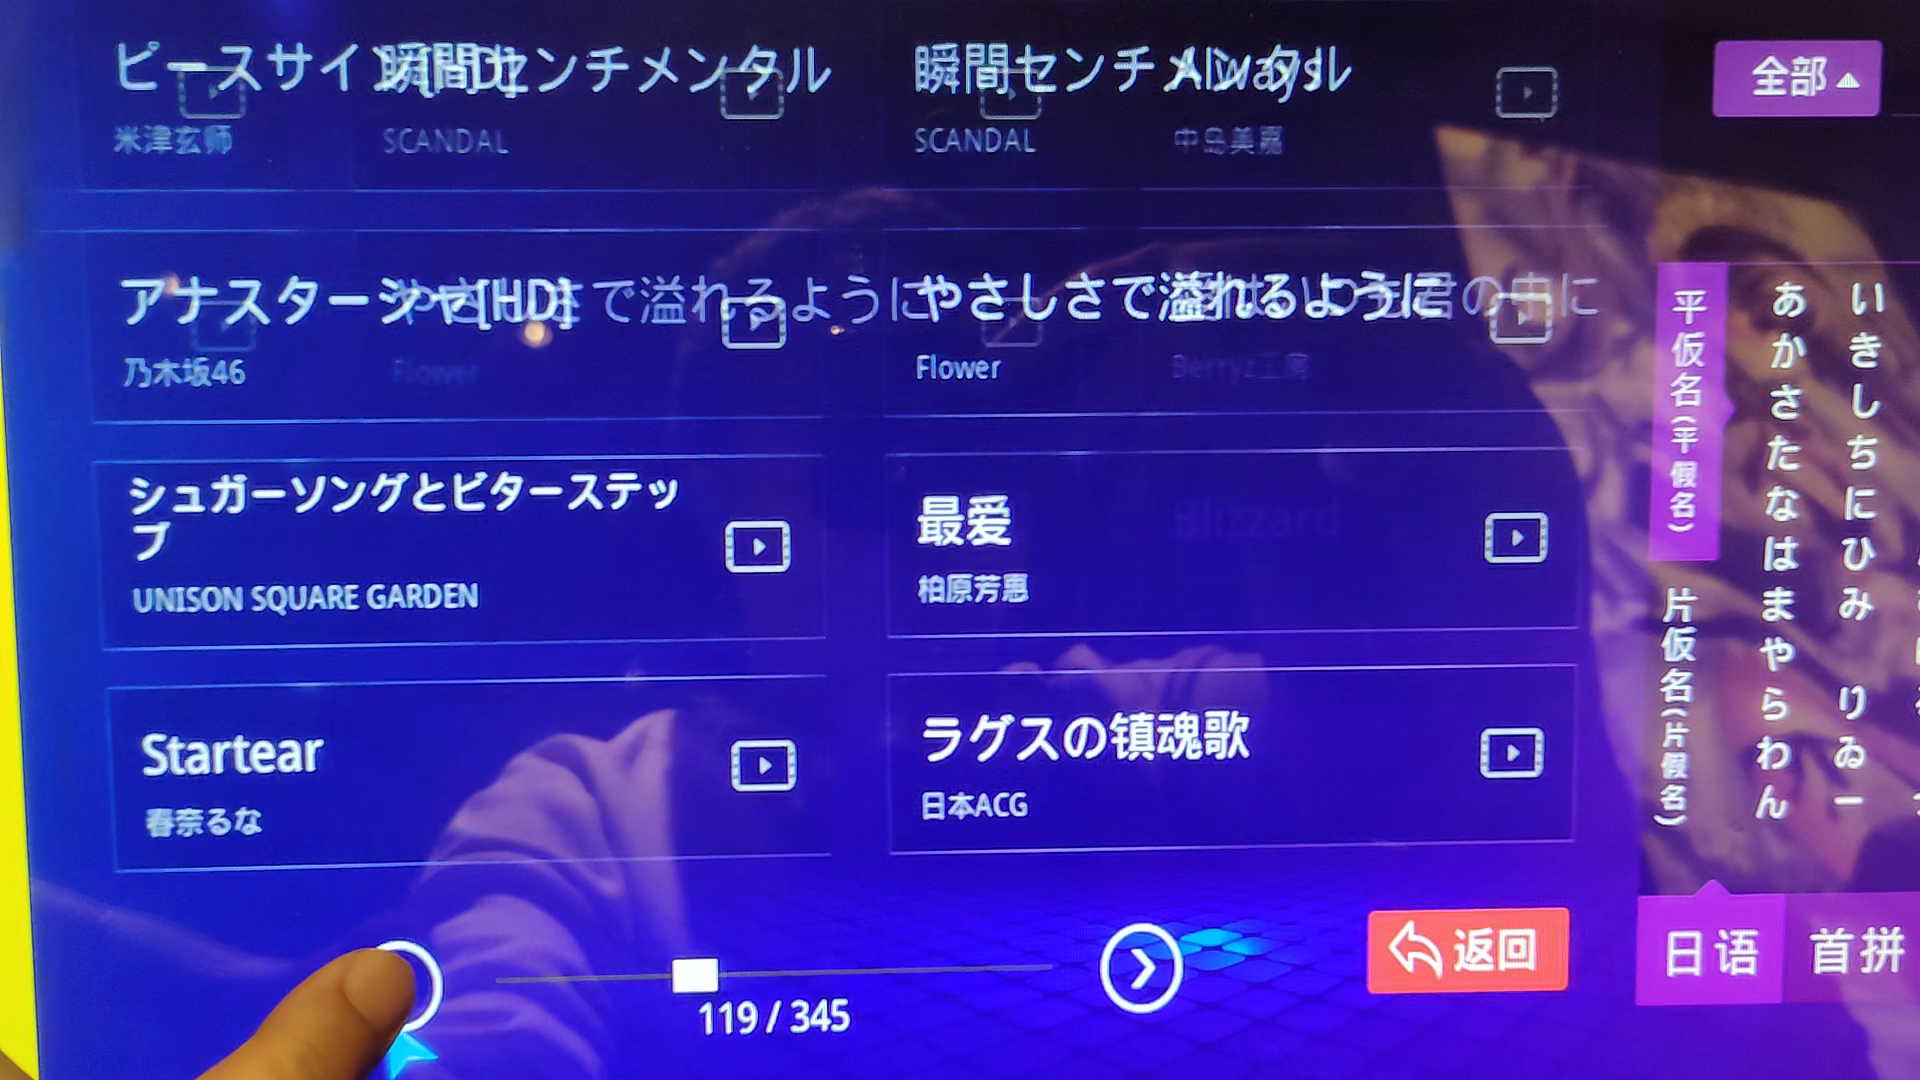 ピースサイン[HD]
米津玄师
瞬間センチメンタル
SCANDAL
瞬間センチメンタル
SCANDAL
Always
中岛美嘉
アナスターシャ[HD]
乃木坂46
やさしさで溢れるように
Flower
やさしさで溢れるように
Flower
君の中に
Berryz工房
シュガーソングとビターステッ
プ
UNISON SQUARE GARDEN
最爱
柏原芳恵
Blizzard
Startear
春奈るな
ラグスの镇魂歌
日本ACG
119 / 345
返回
全部
平仮名(平假名)
片仮名(片假名)
あかさたなはまやらわん
いきしちにひみ りゐー
日语
首拼